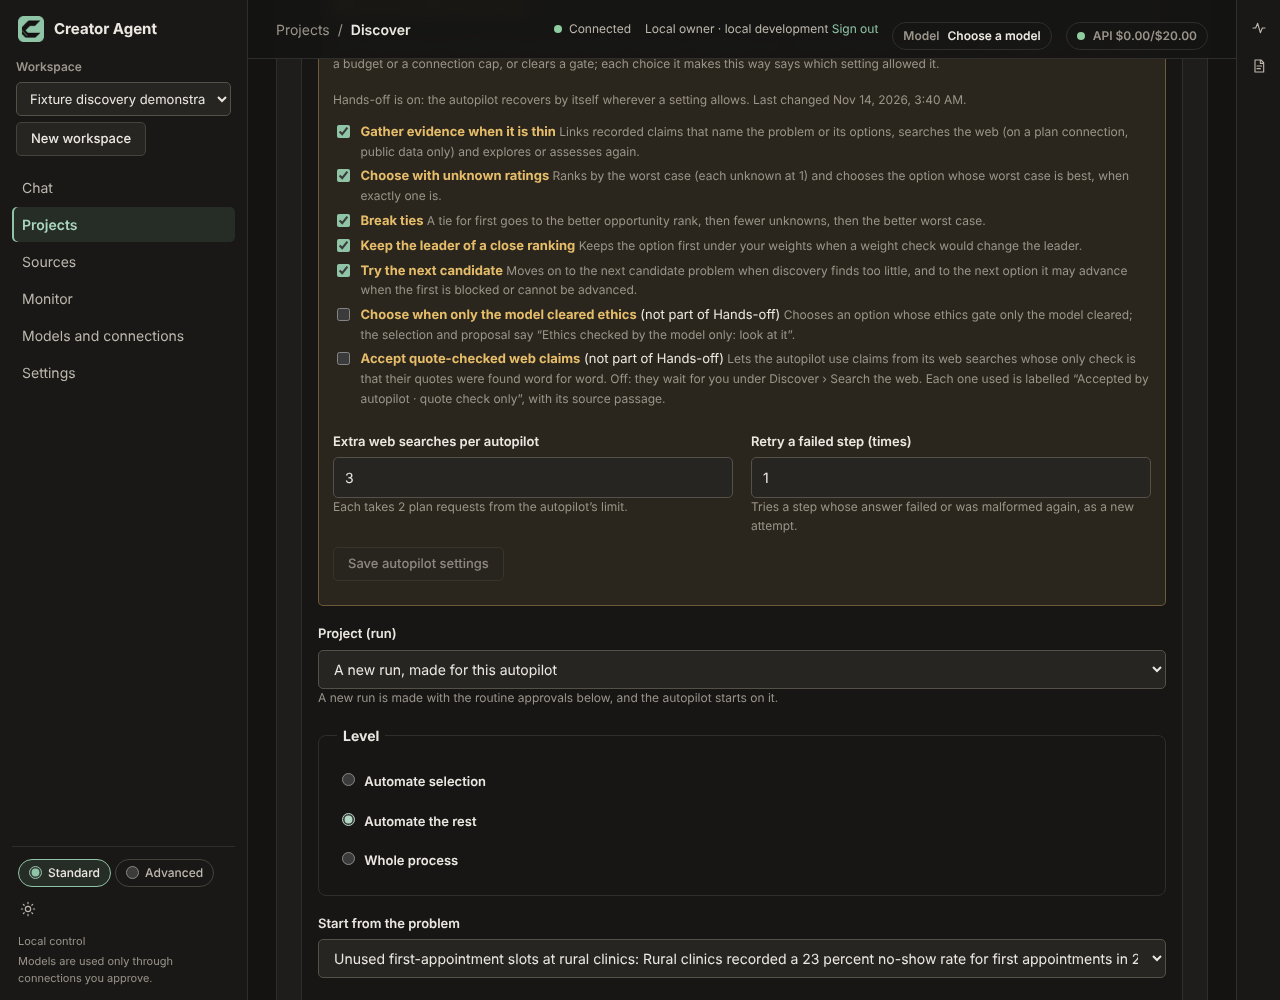 Creator Agent
Workspace
Fixture discovery demonstra
New workspace
Chat
Projects
Sources
Monitor
Models and connections
Settings
Standard
Advanced
Local control
Models are used only through
connections you approve.
Projects / Discover
Connected
Local owner · local development Sign out
Model Choose a model
API $0.00/$20.00
a budget or a connection cap, or clears a gate; each choice it makes this way says which setting allowed it.
Hands-off is on: the autopilot recovers by itself wherever a setting allows. Last changed Nov 14, 2026, 3:40 AM.
Gather evidence when it is thin Links recorded claims that name the problem or its options, searches the web (on a plan connection,
public data only) and explores or assesses again.
Choose with unknown ratings Ranks by the worst case (each unknown at 1) and chooses the option whose worst case is best, when
exactly one is.
Break ties A tie for first goes to the better opportunity rank, then fewer unknowns, then the better worst case.
Keep the leader of a close ranking Keeps the option first under your weights when a weight check would change the leader.
Try the next candidate Moves on to the next candidate problem when discovery finds too little, and to the next option it may advance
when the first is blocked or cannot be advanced.
Choose when only the model cleared ethics (not part of Hands-off) Chooses an option whose ethics gate only the model cleared;
the selection and proposal say “Ethics checked by the model only: look at it”.
Accept quote-checked web claims (not part of Hands-off) Lets the autopilot use claims from its web searches whose only check is
that their quotes were found word for word. Off: they wait for you under Discover › Search the web. Each one used is labelled “Accepted by
autopilot · quote check only”, with its source passage.
Extra web searches per autopilot
3
Each takes 2 plan requests from the autopilot’s limit.
Retry a failed step (times)
1
Tries a step whose answer failed or was malformed again, as a new
attempt.
Save autopilot settings
Project (run)
A new run, made for this autopilot
A new run is made with the routine approvals below, and the autopilot starts on it.
Level
Automate selection
Automate the rest
Whole process
Start from the problem
Unused first-appointment slots at rural clinics: Rural clinics recorded a 23 percent no-show rate for first appointments in 2